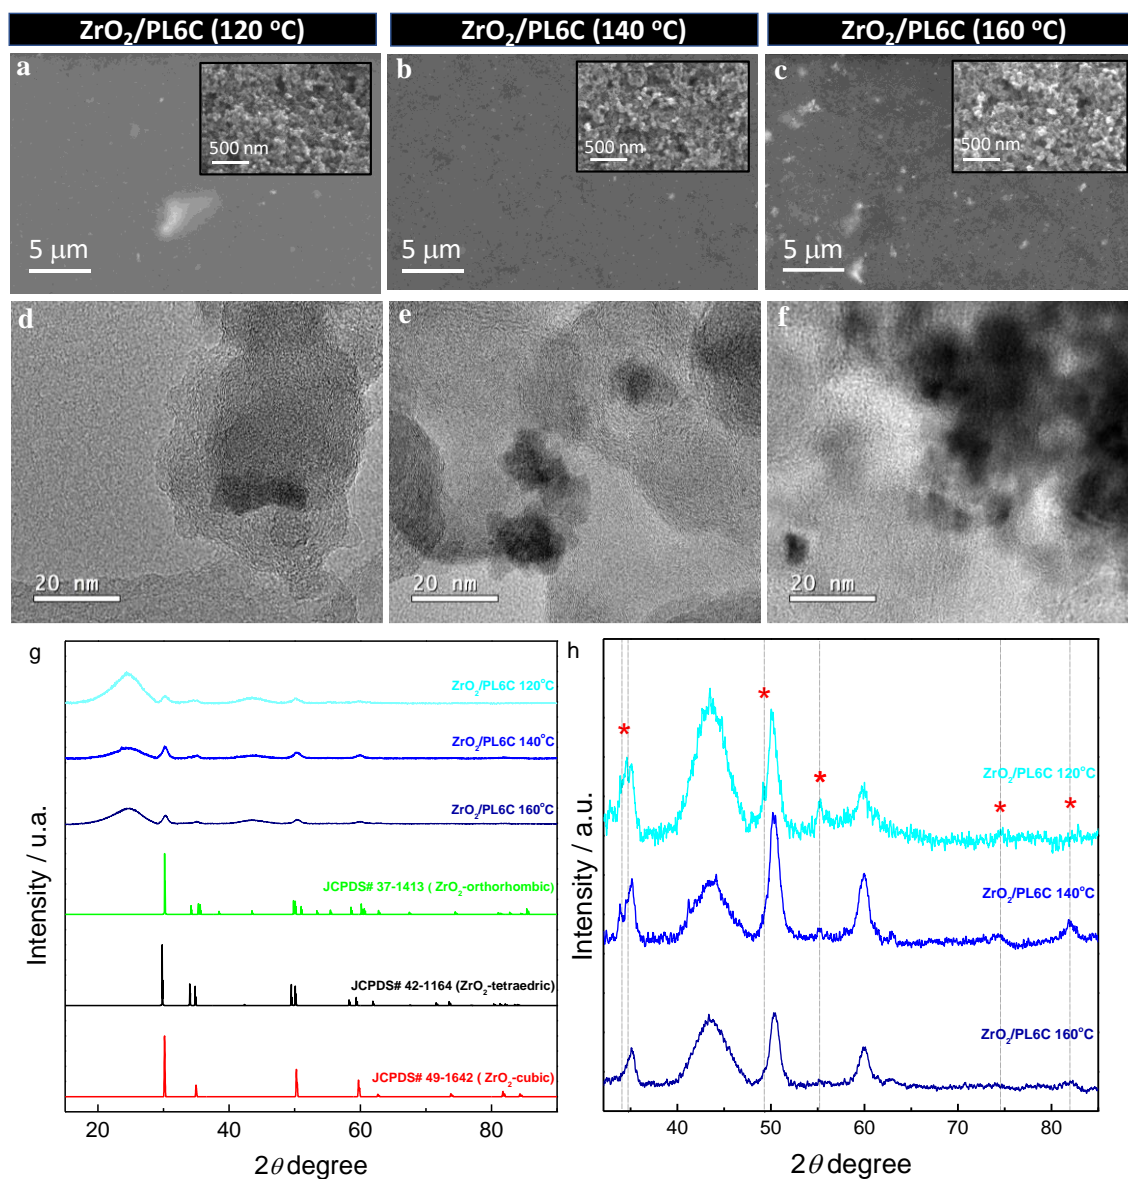 ZrO₂/PL6C (120 °C)
ZrO₂/PL6C (140 °C)
ZrO₂/PL6C (160 °C)
a
500 nm
5 μm
b
500 nm
5 μm
c
500 nm
5 μm
d
20 nm
e
20 nm
f
20 nm
g
ZrO₂/PL6C 120°C
ZrO₂/PL6C 140°C
ZrO₂/PL6C 160°C
JCPDS# 37-1413 ( ZrO₂-orthorhombic)
JCPDS# 42-1164 (ZrO₂-tetraedric)
JCPDS# 49-1642 ( ZrO₂-cubic)
Intensity / u.a.
20 40 60 80
2θ degree
h
* * * * *
ZrO₂/PL6C 120°C
ZrO₂/PL6C 140°C
ZrO₂/PL6C 160°C
Intensity / a.u.
40 50 60 70 80
2θ degree